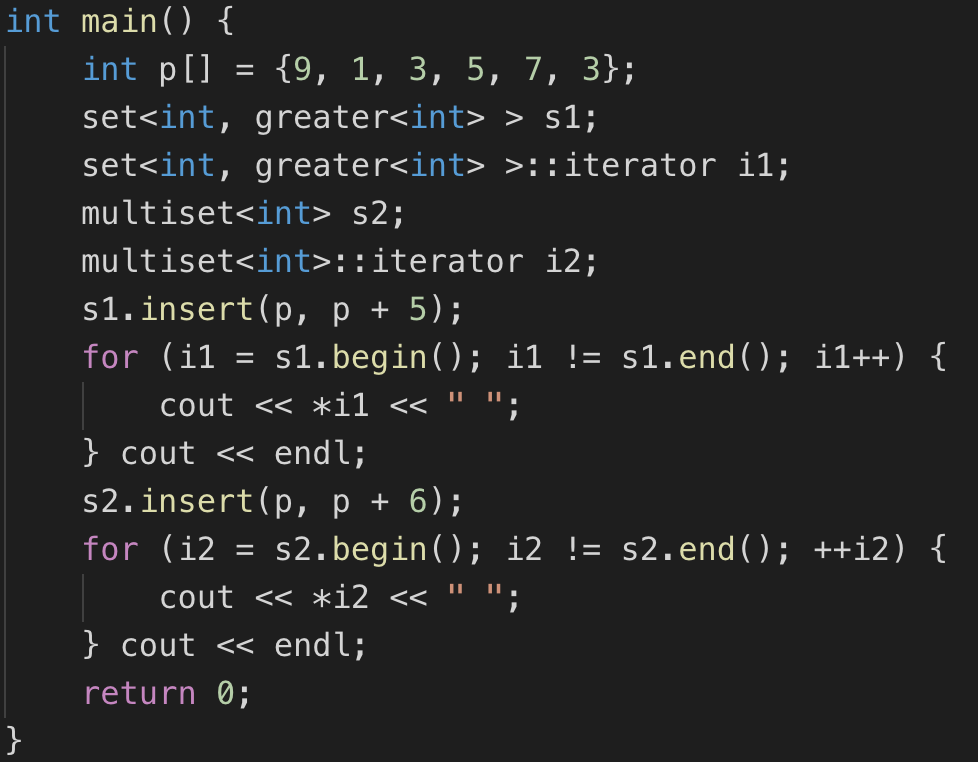 int main() {
    int p[] = {9, 1, 3, 5, 7, 3};
    set<int, greater<int> > s1;
    set<int, greater<int> >::iterator i1;
    multiset<int> s2;
    multiset<int>::iterator i2;
    s1.insert(p, p + 5);
    for (i1 = s1.begin(); i1 != s1.end(); i1++) {
        cout << *i1 << " ";
    } cout << endl;
    s2.insert(p, p + 6);
    for (i2 = s2.begin(); i2 != s2.end(); ++i2) {
        cout << *i2 << " ";
    } cout << endl;
    return 0;
}